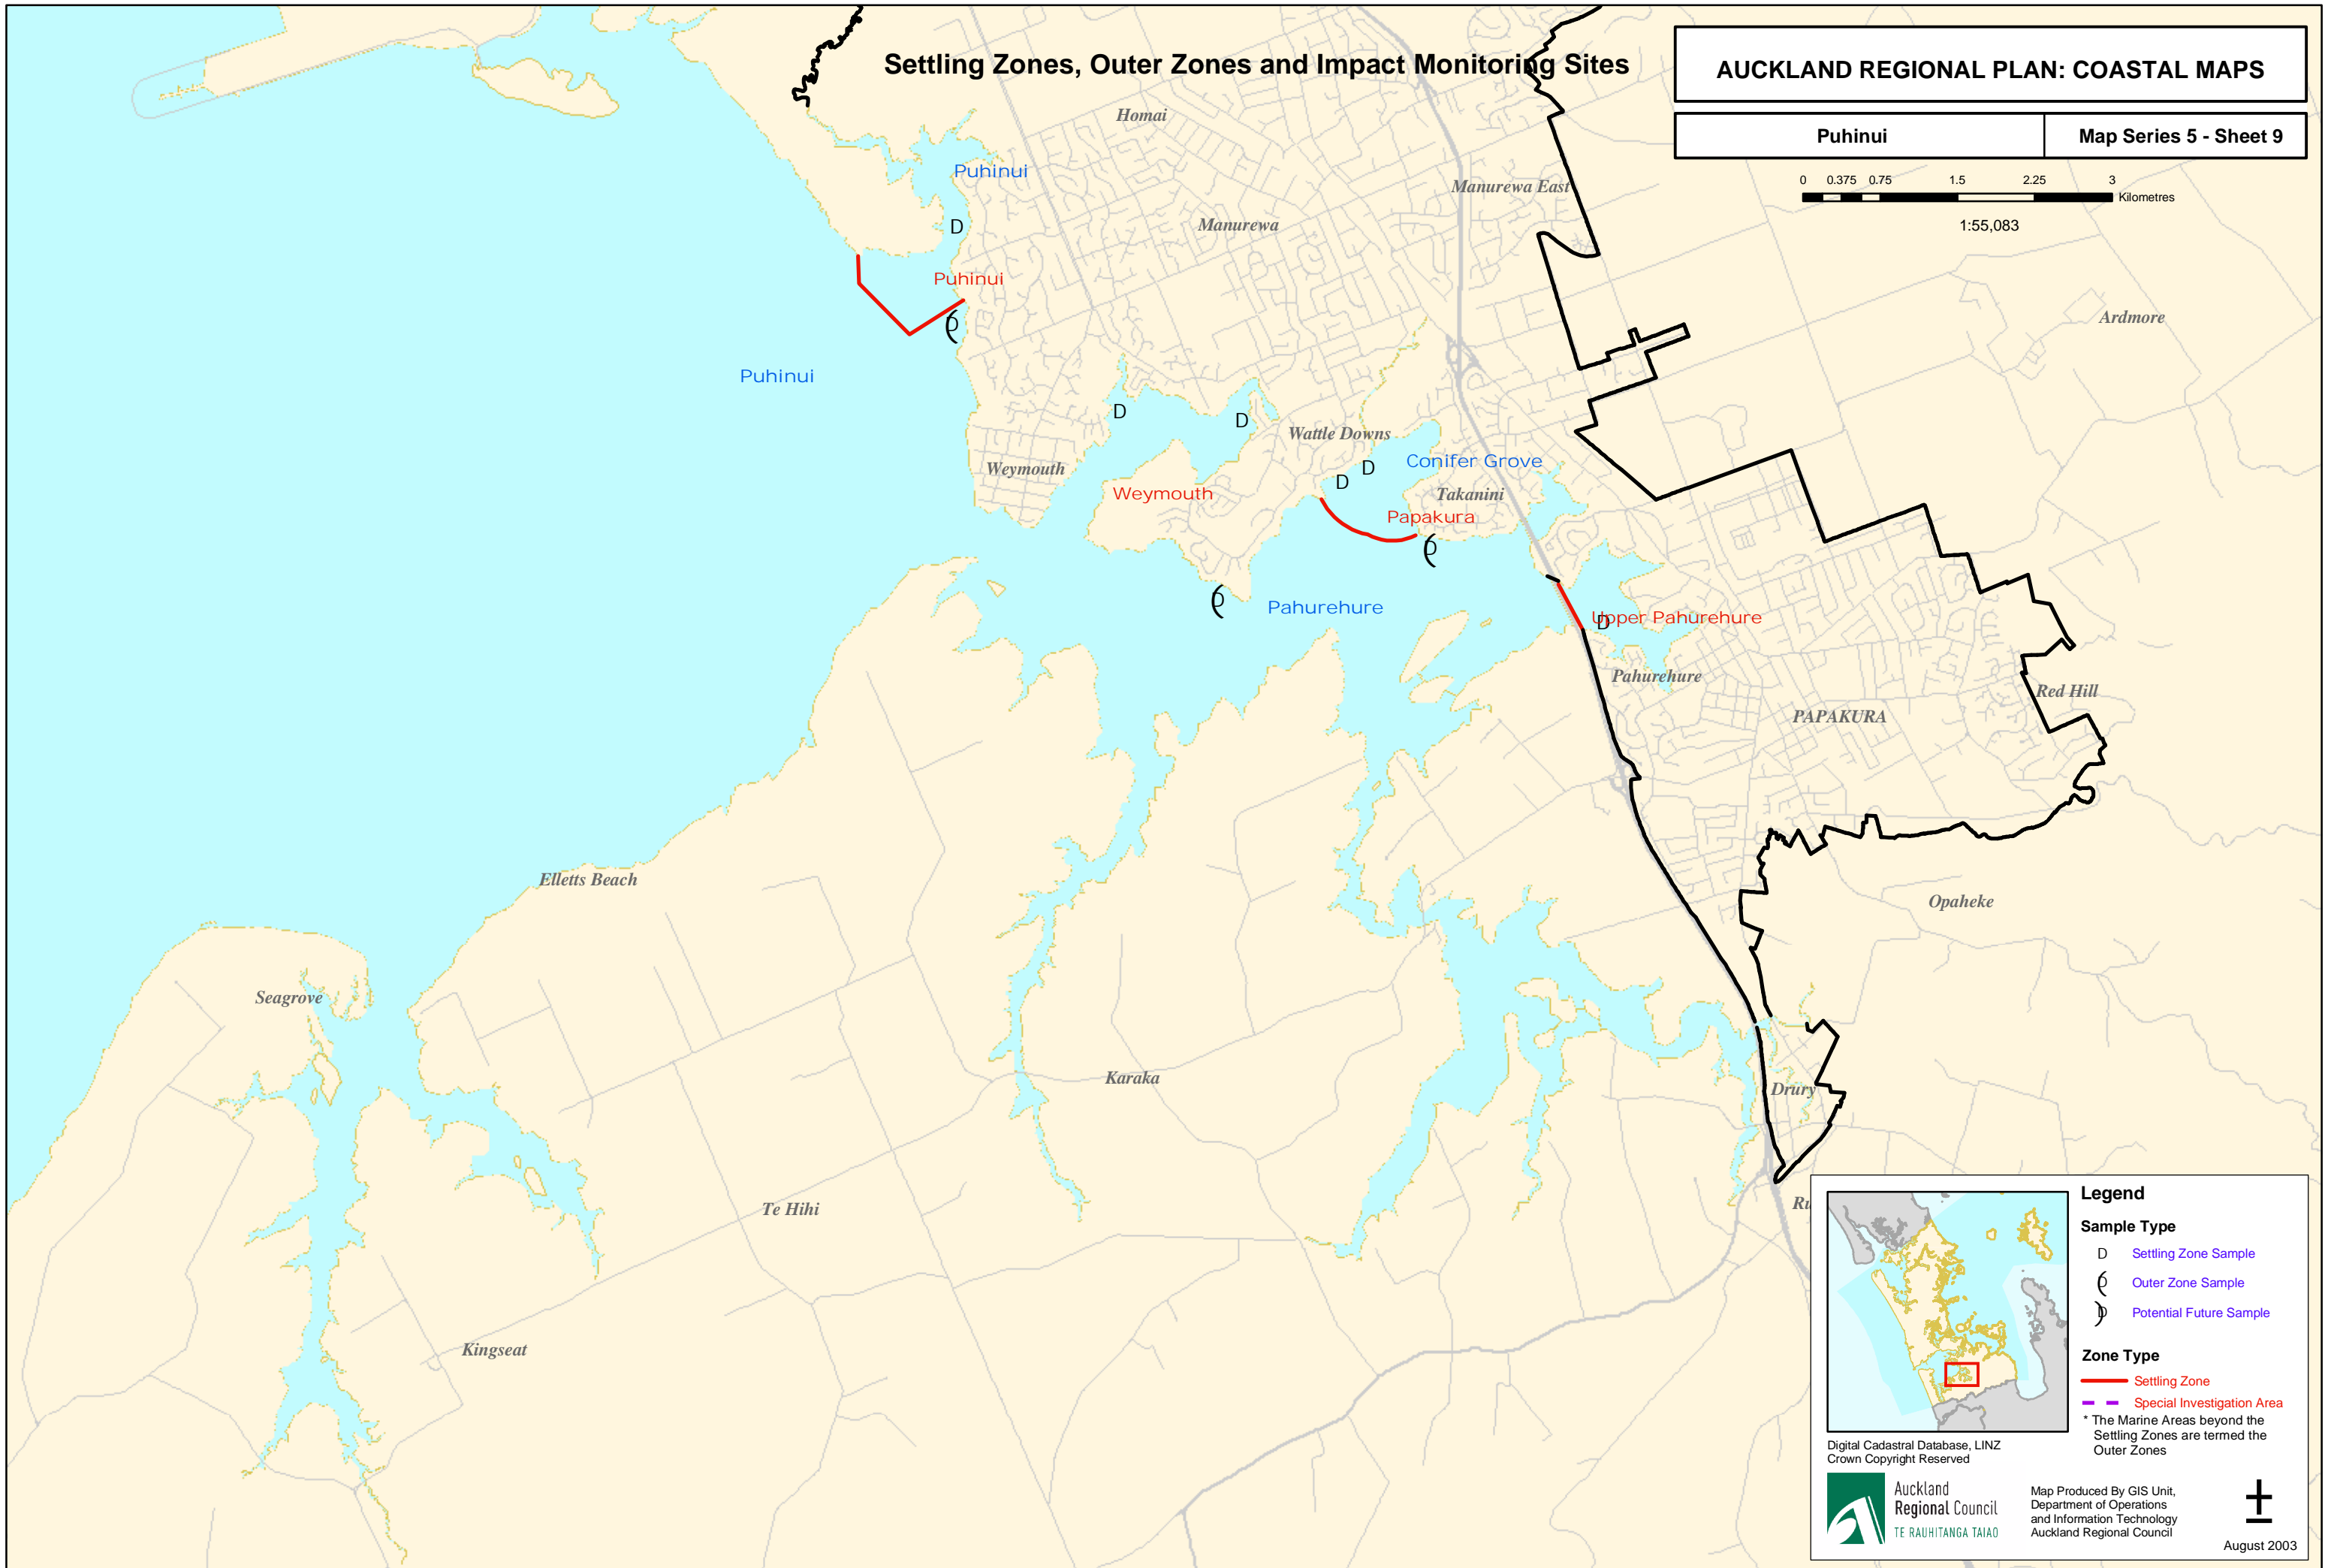 Settling Zones, Outer Zones and Impact Monitoring Sites
AUCKLAND REGIONAL PLAN: COASTAL MAPS
Puhinui
Map Series 5 - Sheet 9
0 0.375 0.75 1.5 2.25 3
Kilometres
1:55,083
Homai
Puhinui
Manurewa East
D
Manurewa
Puhinui
Ardmore
D
Puhinui
D
D
Wattle Downs
Conifer Grove
Weymouth
D
D
Weymouth
Takanini
Papakura
D
D
Pahurehure
Upper Pahurehure
D
Pahurehure
Red Hill
PAPAKURA
Elletts Beach
Opaheke
Seagrove
Karaka
Drury
Te Hihi
Ru
Kingseat
Legend
Sample Type
D Settling Zone Sample
D Outer Zone Sample
D Potential Future Sample
Zone Type
Settling Zone
Special Investigation Area
* The Marine Areas beyond the
Settling Zones are termed the
Outer Zones
Digital Cadastral Database, LINZ
Crown Copyright Reserved
Auckland
Regional Council
TE RAUHITANGA TAIAO
Map Produced By GIS Unit,
Department of Operations
and Information Technology
Auckland Regional Council
±
August 2003